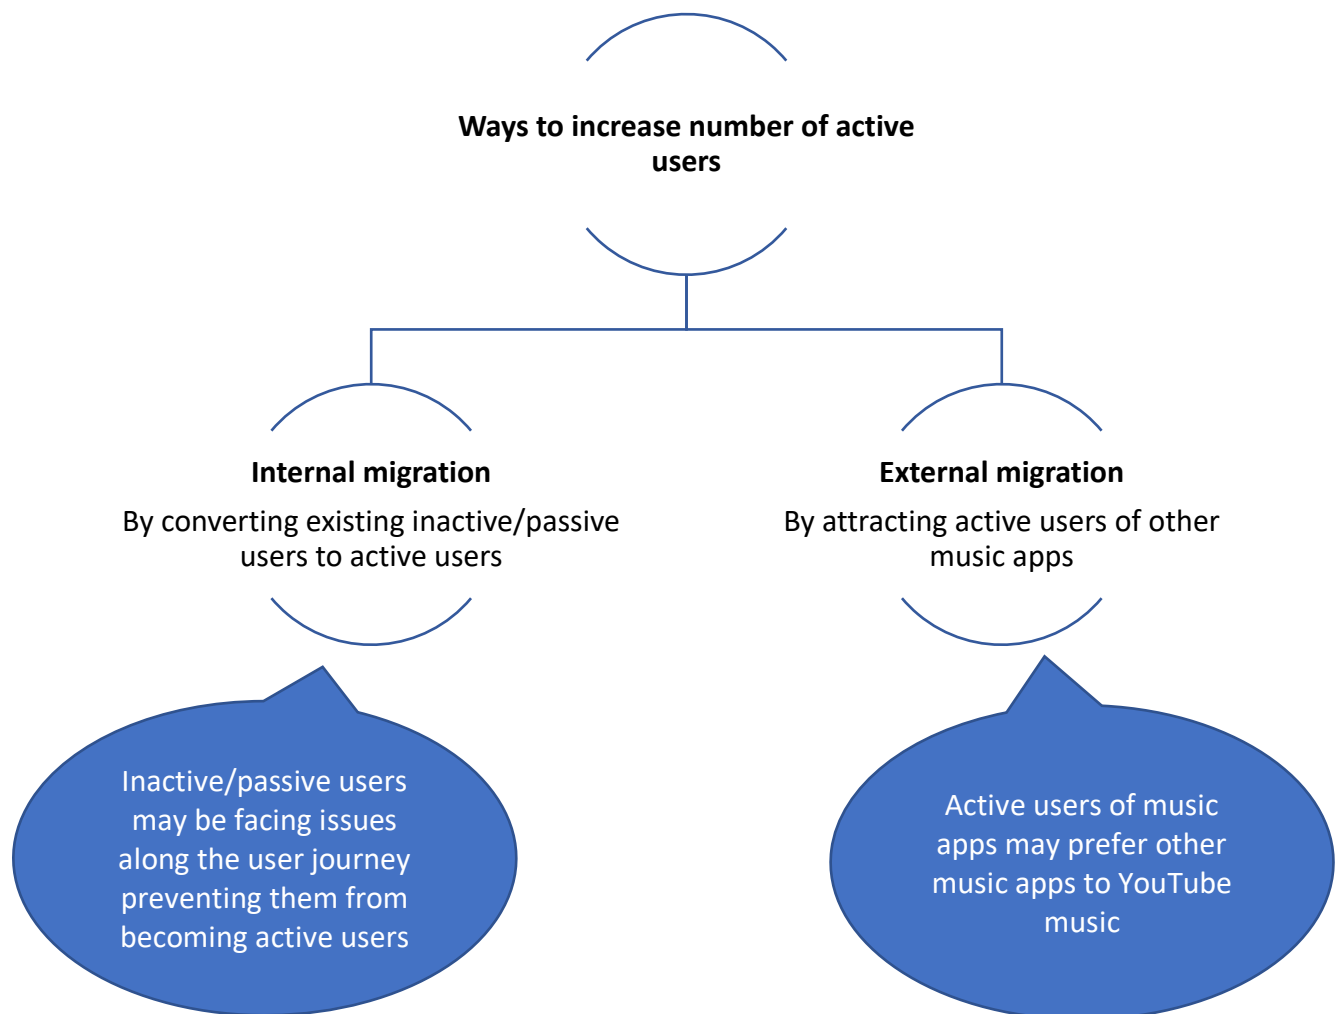 Ways to increase number of active
users
Internal migration
By converting existing inactive/passive
users to active users
External migration
By attracting active users of other
music apps
Inactive/passive users
may be facing issues
along the user journey
preventing them from
becoming active users
Active users of music
apps may prefer other
music apps to YouTube
music